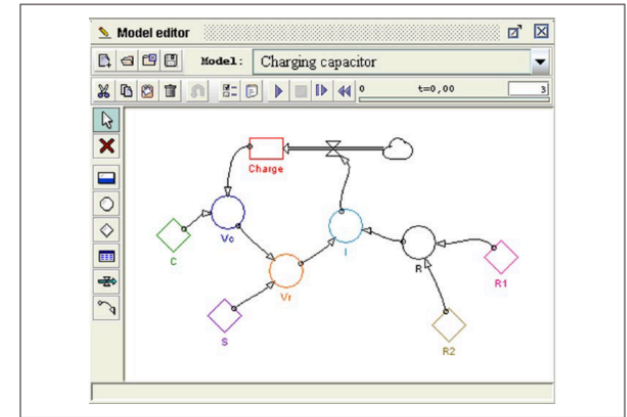 Model editor
Model: Charging capacitor
0 t=0,00 3
Charge
Vc
I
C
R
Vr
R1
S
R2